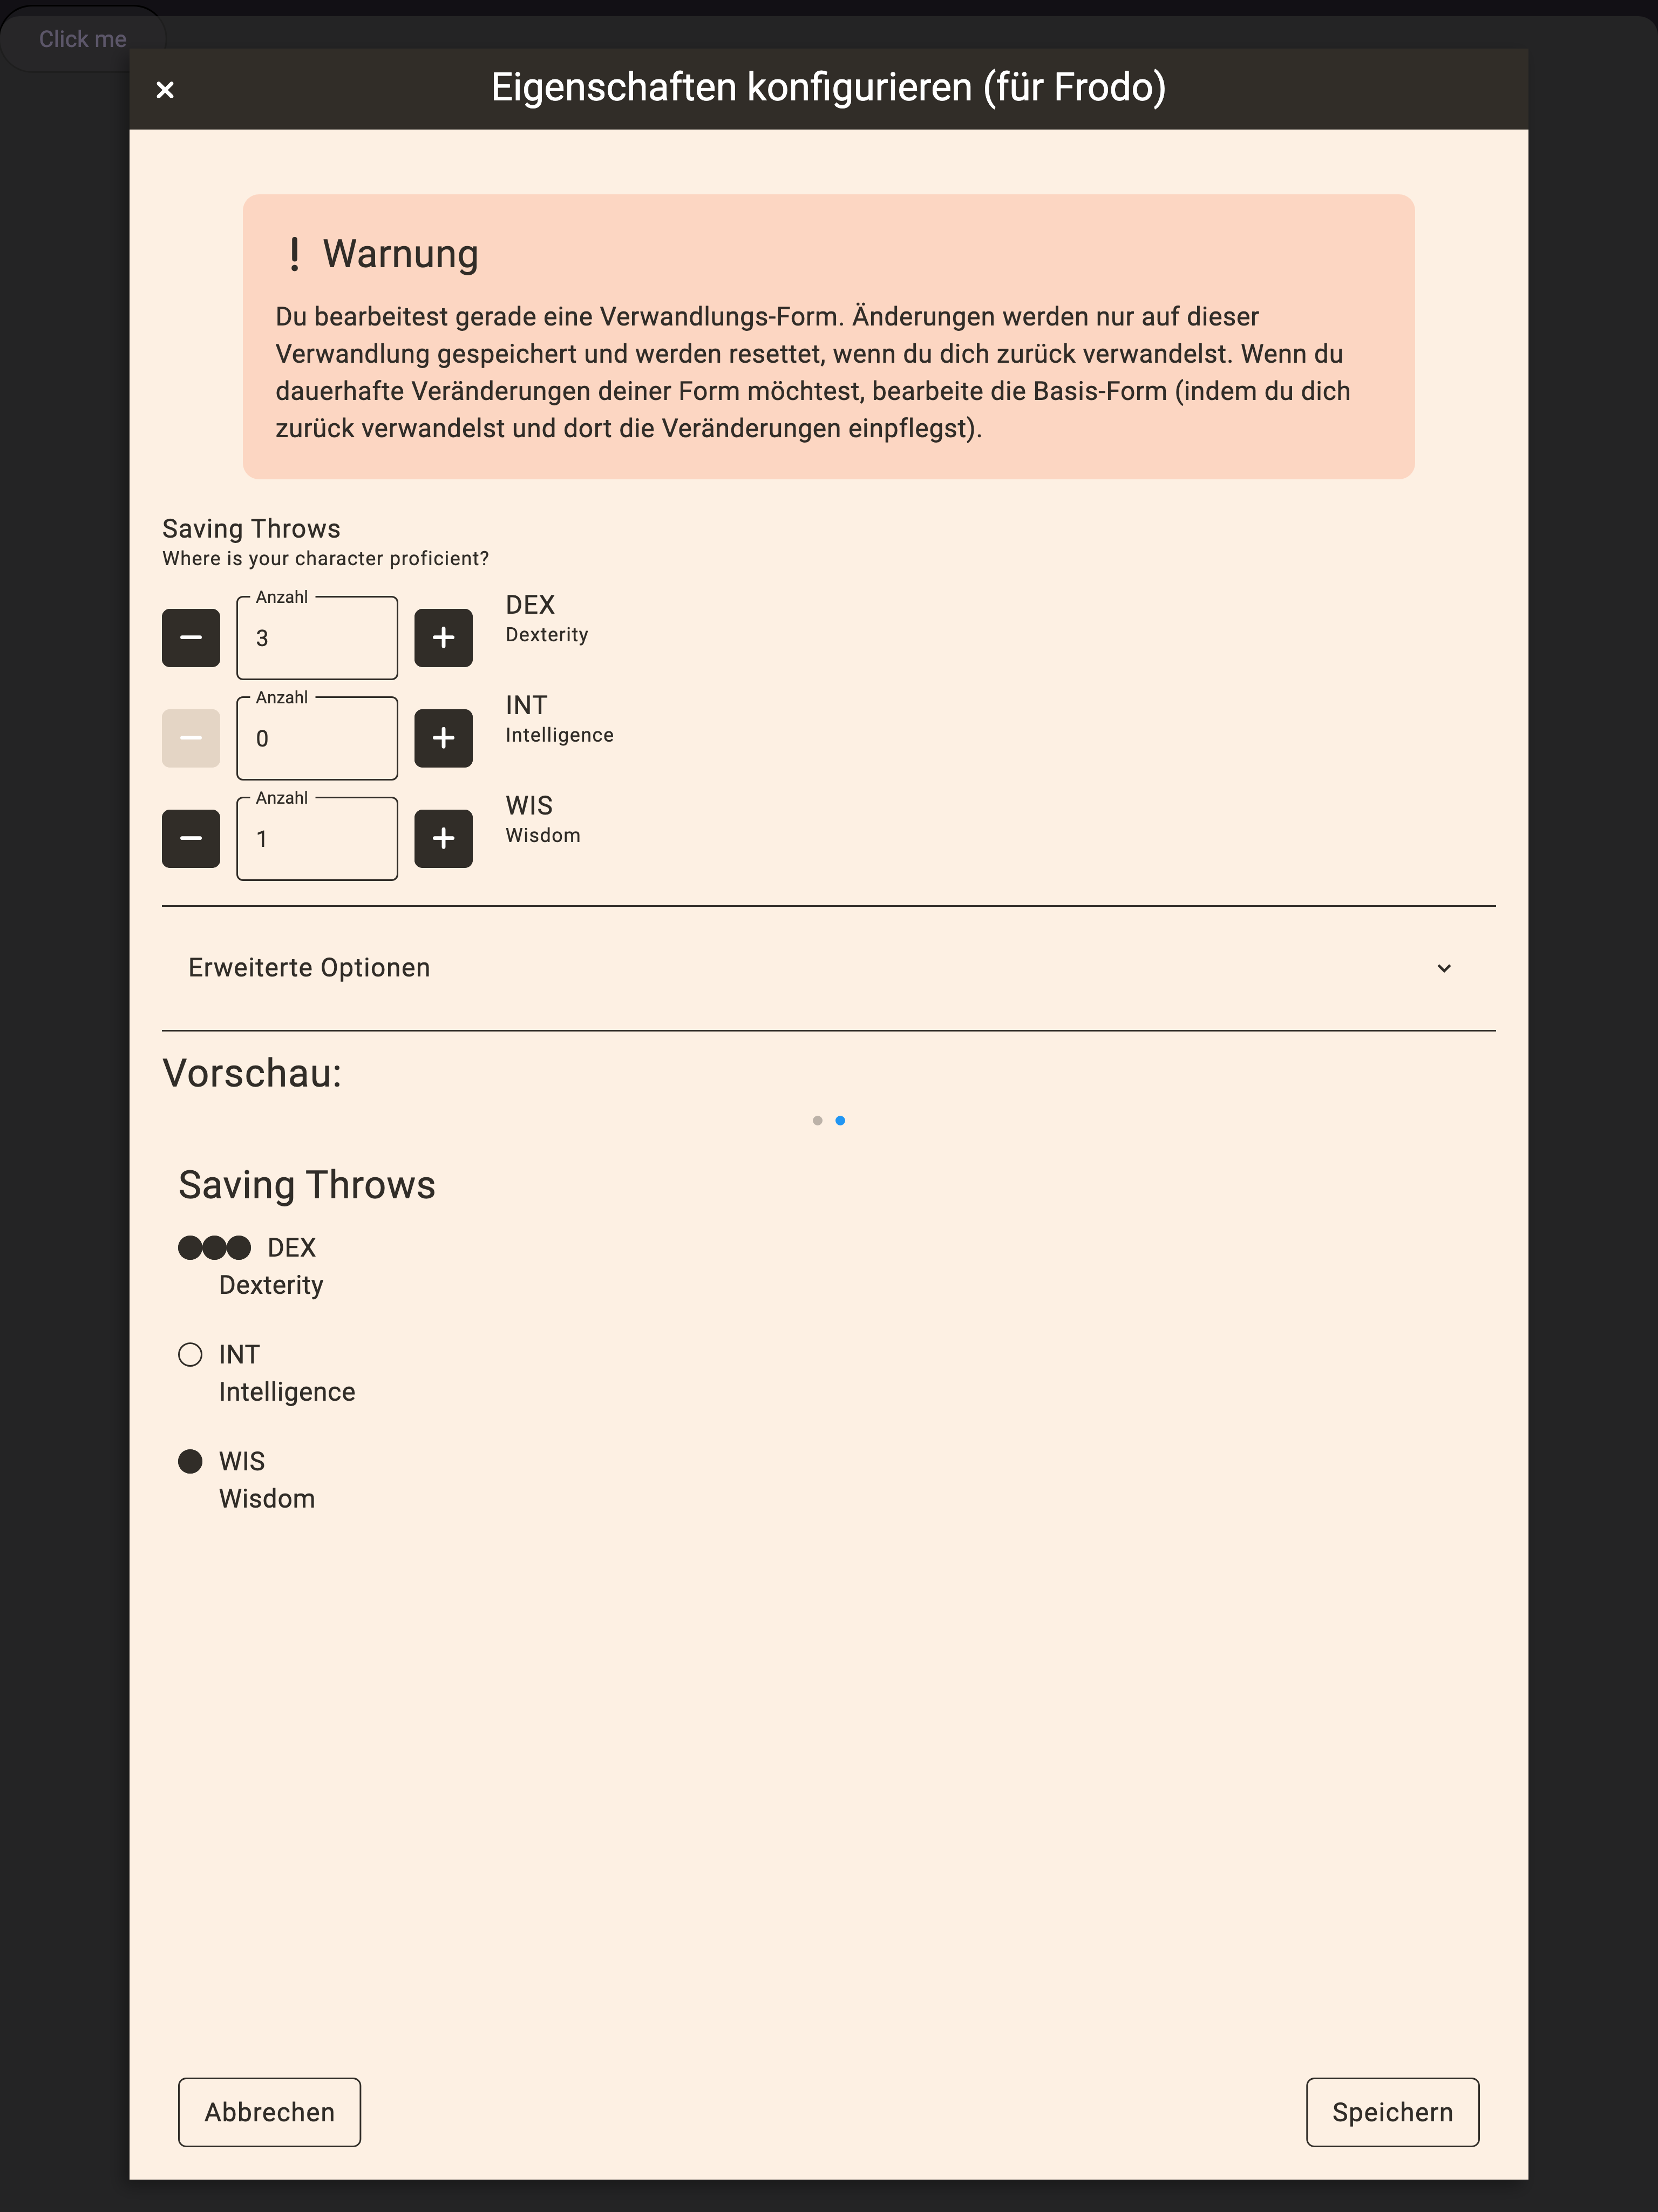 Click me
Eigenschaften konfigurieren (für Frodo)
Warnung
Du bearbeitest gerade eine Verwandlungs-Form. Änderungen werden nur auf dieser
Verwandlung gespeichert und werden resettet, wenn du dich zurück verwandelst. Wenn du
dauerhafte Veränderungen deiner Form möchtest, bearbeite die Basis-Form (indem du dich
zurück verwandelst und dort die Veränderungen einpflegst).
Saving Throws
Where is your character proficient?
Anzahl
3
DEX
Dexterity
Anzahl
0
INT
Intelligence
Anzahl
1
WIS
Wisdom
Erweiterte Optionen
Vorschau:
Saving Throws
DEX
Dexterity
INT
Intelligence
WIS
Wisdom
Abbrechen
Speichern